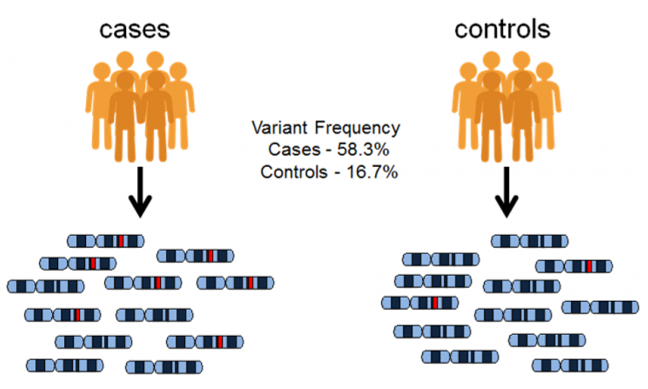 cases
controls
Variant Frequency
Cases - 58.3%
Controls - 16.7%